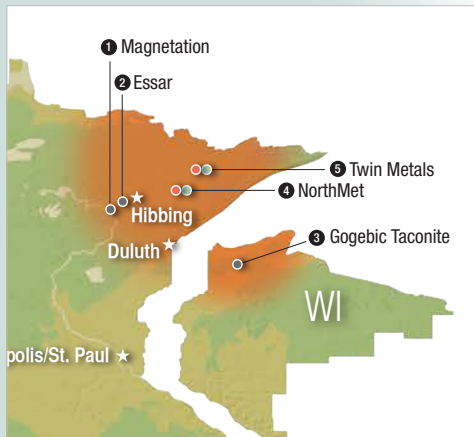 1 Magnetation
2 Essar
5 Twin Metals
4 NorthMet
Hibbing
3 Gogebic Taconite
Duluth
WI
polis/St. Paul